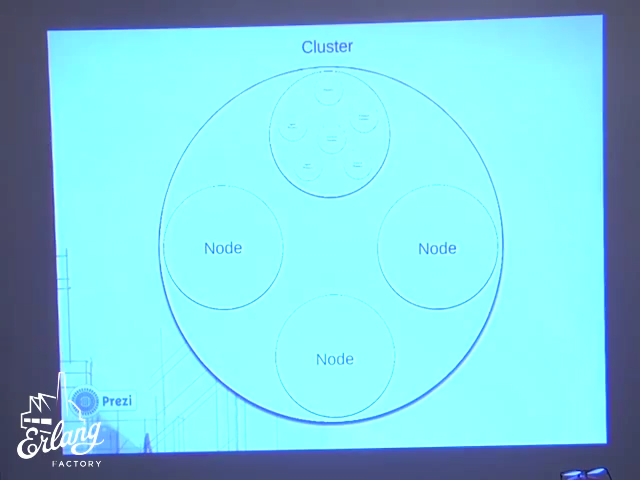 Cluster
Node
Node
Node
Prezi
Erlang
FACTORY